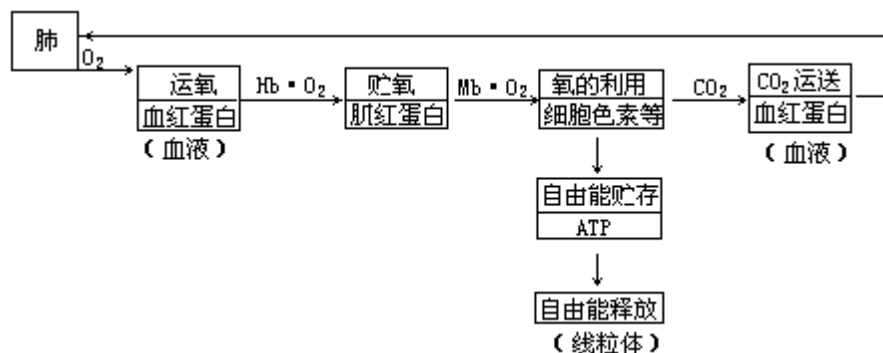 肺
O₂
运氧
血红蛋白
(血液)
Hb·O₂
贮氧
肌红蛋白
Mb·O₂
氧的利用
细胞色素等
CO₂
CO₂运送
血红蛋白
(血液)
自由能贮存
ATP
自由能释放
(线粒体)